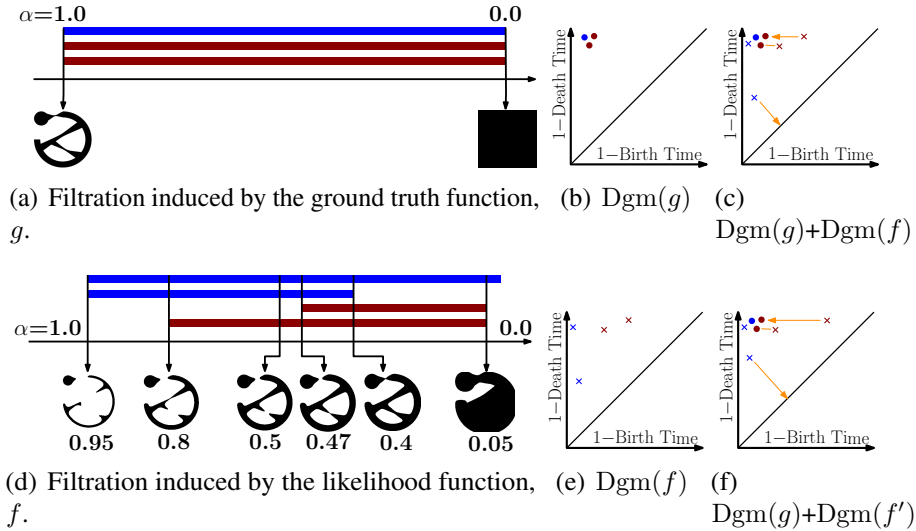 α=1.0 0.0
1−Death Time
1−Birth Time
1−Death Time
1−Birth Time
(a) Filtration induced by the ground truth function, g.
(b) Dgm(g)
(c) Dgm(g)+Dgm(f)
α=1.0 0.0
0.95 0.8 0.5 0.47 0.4 0.05
1−Death Time
1−Birth Time
1−Death Time
1−Birth Time
(d) Filtration induced by the likelihood function, f.
(e) Dgm(f)
(f) Dgm(g)+Dgm(f′)